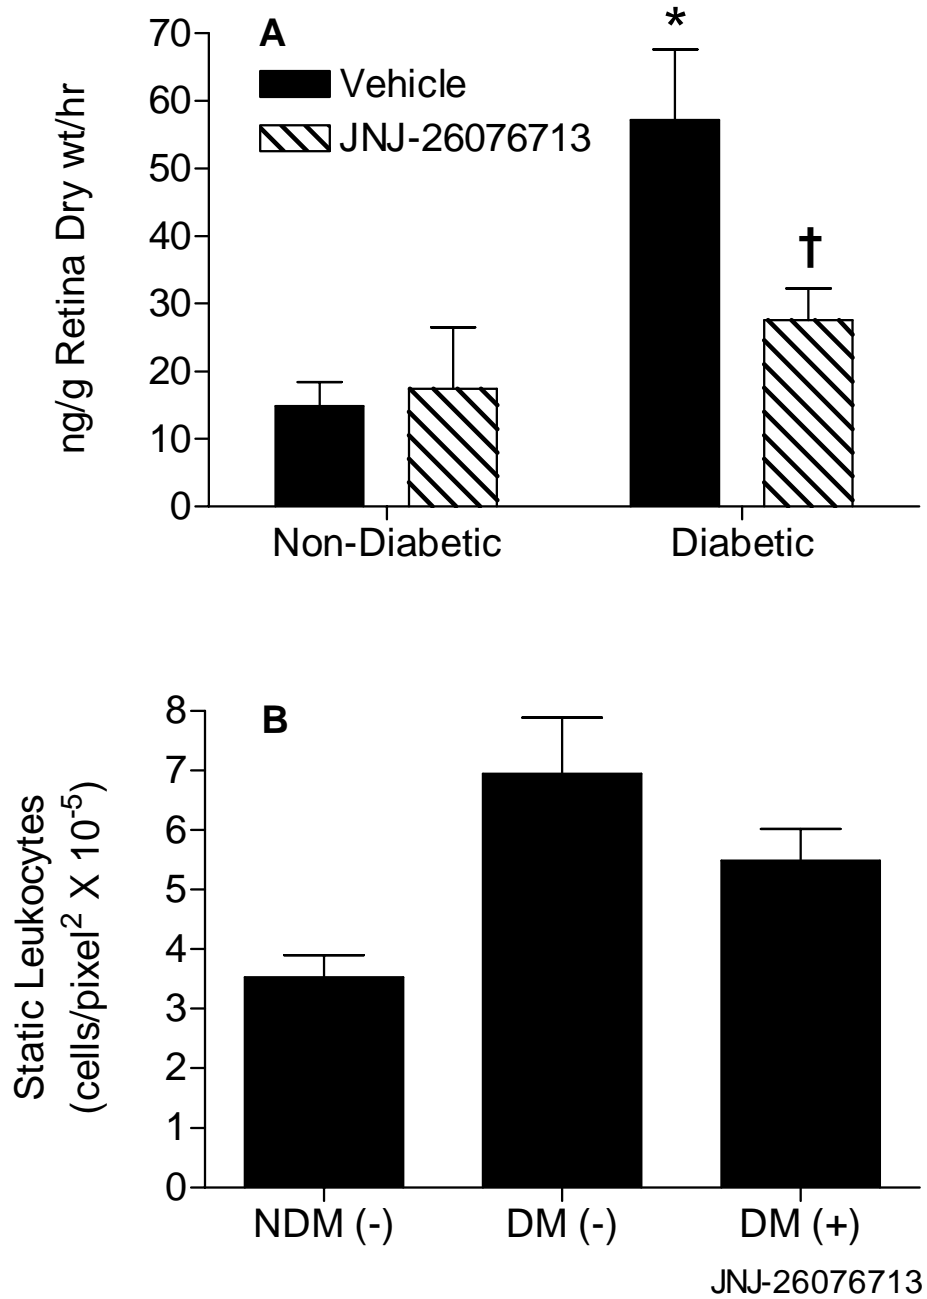 A
*
Vehicle
JNJ-26076713
†
70
60
50
40
30
20
10
0
ng/g Retina Dry wt/hr
Non-Diabetic
Diabetic
B
8
7
6
5
4
3
2
1
0
Static Leukocytes
(cells/pixel² X 10⁻⁵)
NDM (-)
DM (-)
DM (+)
JNJ-26076713